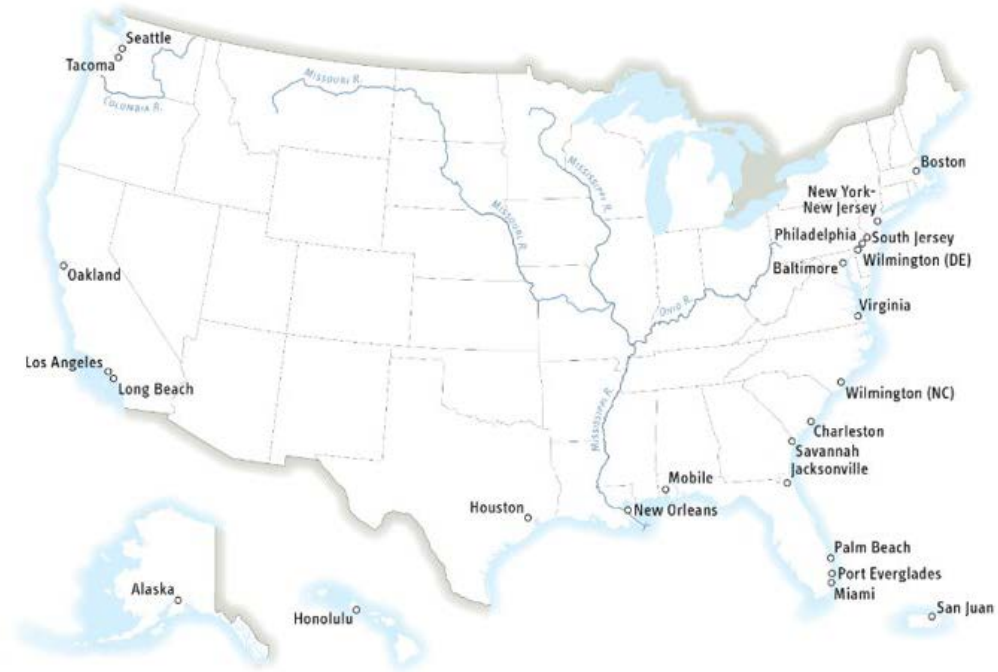 Seattle
Tacoma
COLUMBIA R.
MISSOURI R.
MISSISSIPPI R.
MISSOURI R.
Boston
New York-
New Jersey
Philadelphia
South Jersey
Wilmington (DE)
Baltimore
Oakland
OHIO R.
Virginia
Los Angeles
Long Beach
MISSISSIPPI R.
Wilmington (NC)
Charleston
Savannah
Jacksonville
Mobile
Houston
New Orleans
Palm Beach
Port Everglades
Miami
Alaska
Honolulu
San Juan